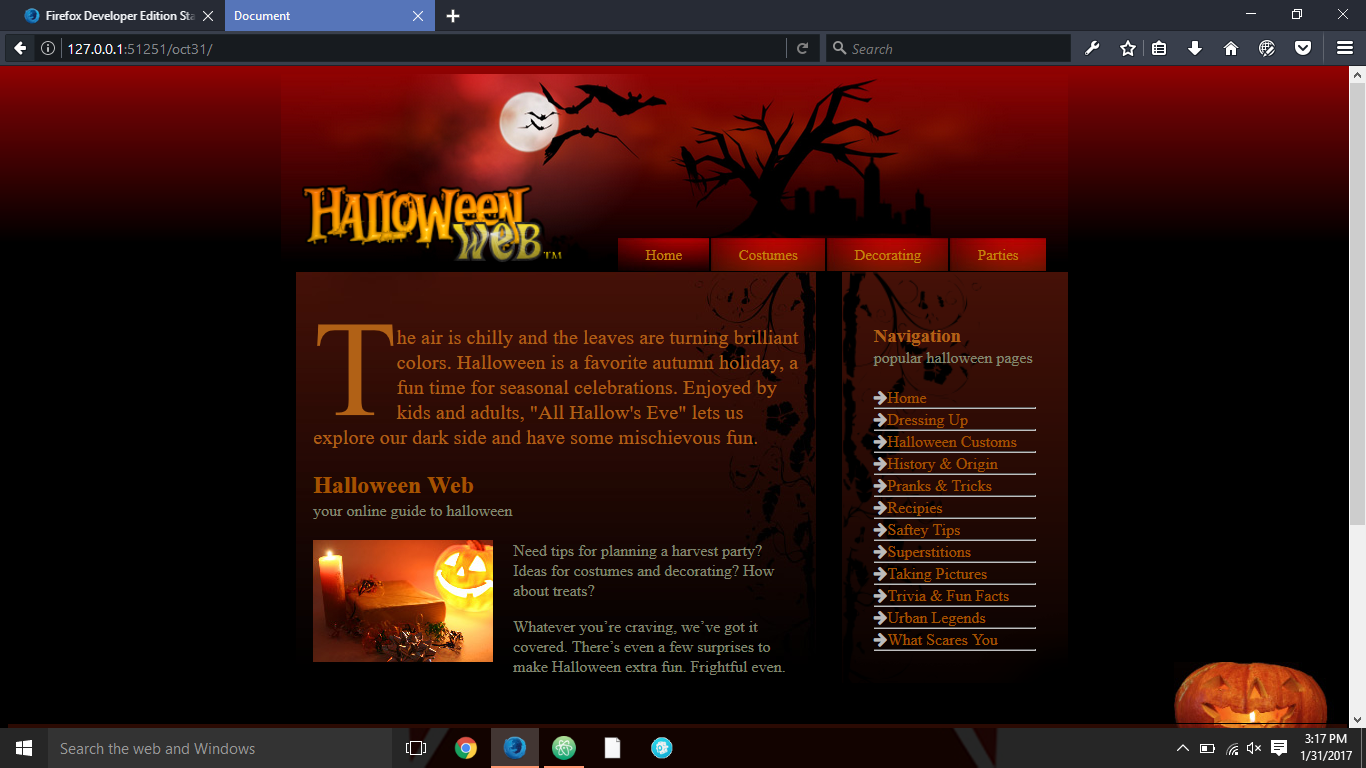 Firefox Developer Edition Sta
Document
127.0.0.1:51251/oct31/
Search
HALLOWEEN
WEB™
Home
Costumes
Decorating
Parties
The air is chilly and the leaves are turning brilliant
colors. Halloween is a favorite autumn holiday, a
fun time for seasonal celebrations. Enjoyed by
kids and adults, "All Hallow's Eve" lets us
explore our dark side and have some mischievous fun.
Halloween Web
your online guide to halloween
Need tips for planning a harvest party?
Ideas for costumes and decorating? How
about treats?
Whatever you’re craving, we’ve got it
covered. There’s even a few surprises to
make Halloween extra fun. Frightful even.
Navigation
popular halloween pages
Home
Dressing Up
Halloween Customs
History & Origin
Pranks & Tricks
Recipies
Saftey Tips
Superstitions
Taking Pictures
Trivia & Fun Facts
Urban Legends
What Scares You
Search the web and Windows
3:17 PM
1/31/2017